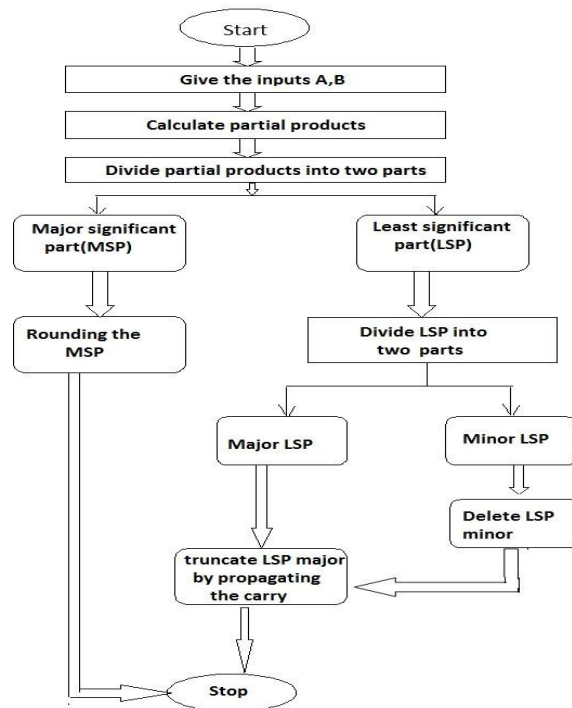 Start
Give the inputs A,B
Calculate partial products
Divide partial products into two parts
Major significant
part(MSP)
Least significant
part(LSP)
Rounding the
MSP
Divide LSP into
two parts
Major LSP
Minor LSP
Delete LSP
minor
truncate LSP major
by propagating
the carry
Stop